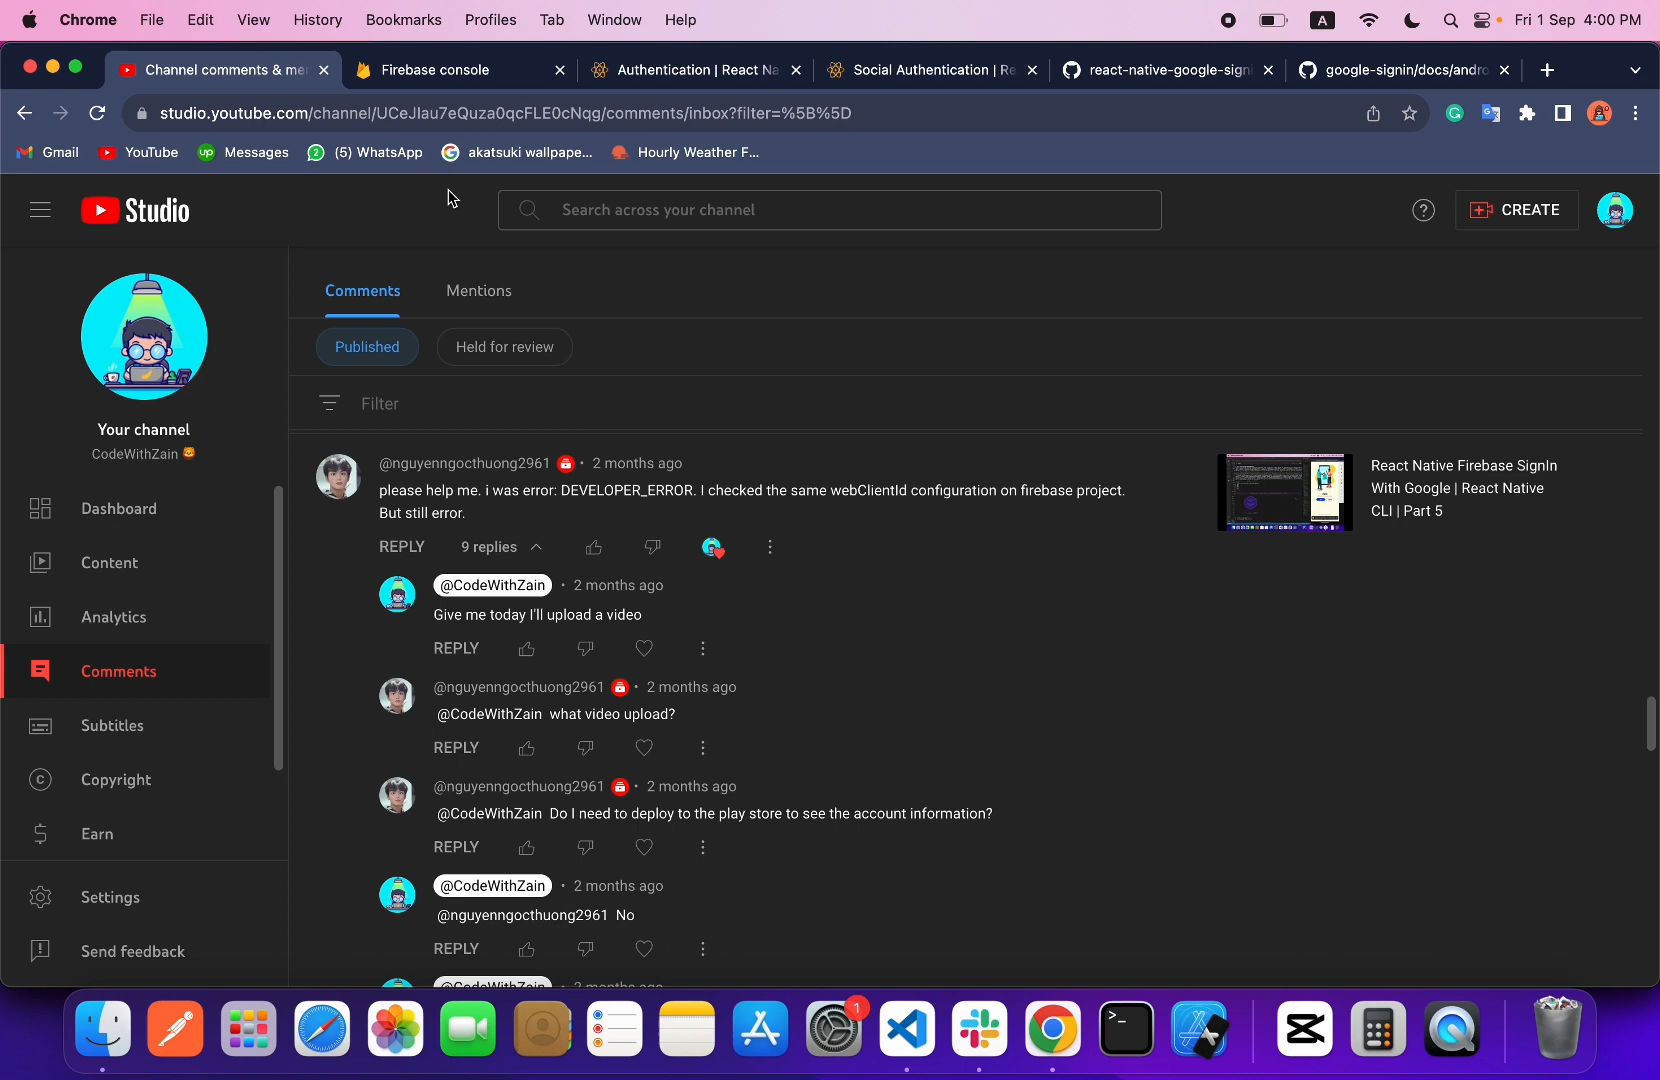 Chrome File Edit View History Bookmarks Profiles Tab Window Help
A
Fri 1 Sep 4:00 PM
Channel comments & me
Firebase console
Authentication | React Na
Social Authentication | Re
react-native-google-sign
google-signin/docs/andro
studio.youtube.com/channel/UCeJlau7eQuza0qcFLE0cNqg/comments/inbox?filter=%5B%5D
Gmail
YouTube
up Messages
2 (5) WhatsApp
akatsuki wallpape...
Hourly Weather F...
Studio
Search across your channel
?
CREATE
Your channel
CodeWithZain
Dashboard
Content
Analytics
Comments
Subtitles
Copyright
Earn
Settings
Send feedback
Comments
Mentions
Published
Held for review
Filter
@nguyenngocthuong2961 • 2 months ago
please help me. i was error: DEVELOPER_ERROR. I checked the same webClientId configuration on firebase project.
But still error.
REPLY 9 replies
React Native Firebase SignIn
With Google | React Native
CLI | Part 5
@CodeWithZain • 2 months ago
Give me today I'll upload a video
REPLY
@nguyenngocthuong2961 • 2 months ago
@CodeWithZain what video upload?
REPLY
@nguyenngocthuong2961 • 2 months ago
@CodeWithZain Do I need to deploy to the play store to see the account information?
REPLY
@CodeWithZain • 2 months ago
@nguyenngocthuong2961 No
REPLY
@CodeWithZain • 2 months ago
1
>_